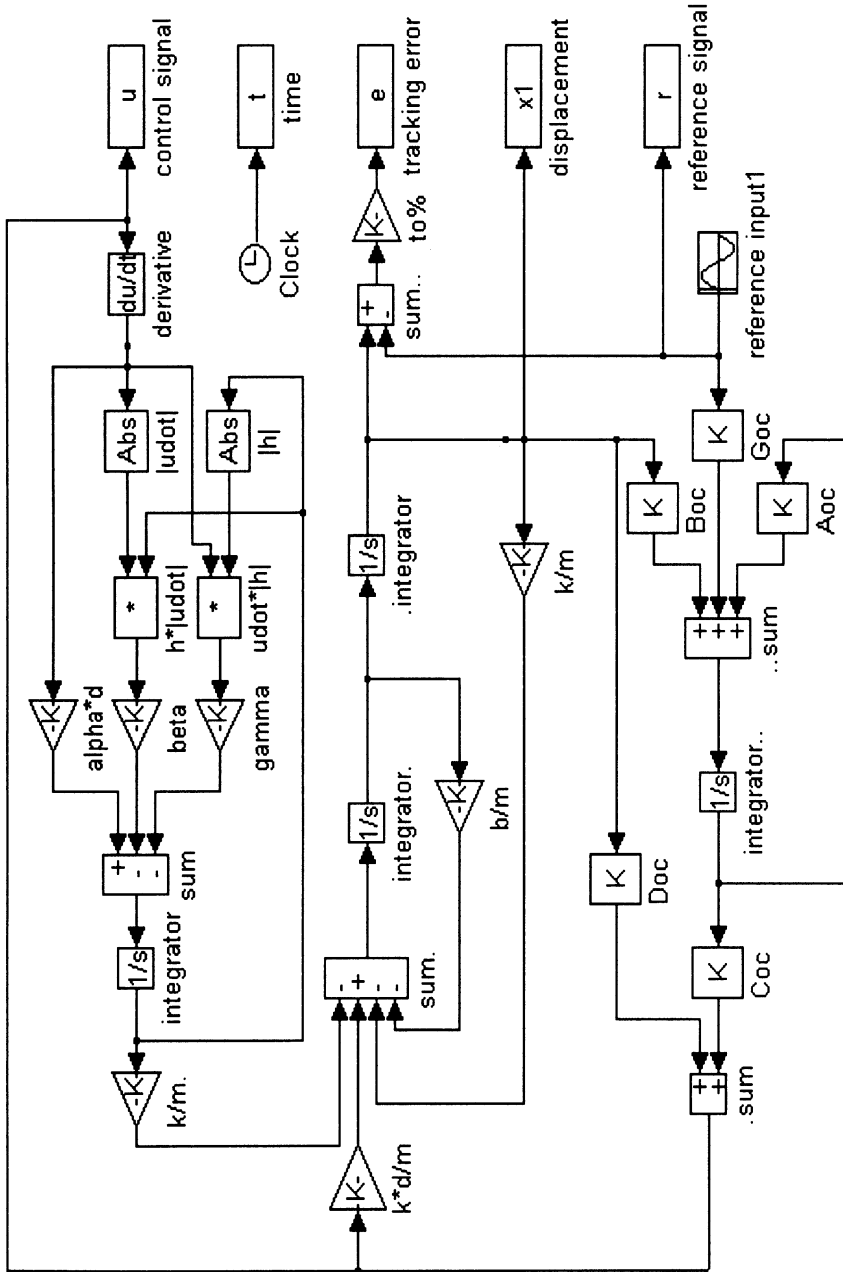 u
control signal
du/dt
derivative
t
time
Clock
Abs
|udot|
Abs
|h|
*
h*|udot|
*
udot*|h|
-K-
alpha*d
-K-
beta
-K-
gamma
+
-
-
sum
1/s
integrator
-K-
k/m.
e
tracking error
K-
to%
+
-
sum..
1/s
.integrator
1/s
integrator.
-K-
b/m
-
+
-
-
sum.
K-
k*d/m
x1
displacement
-K-
k/m
r
reference signal
reference input1
K
Goc
K
Boc
K
Aoc
+
+
+
..sum
1/s
integrator..
K
Doc
K
Coc
+
+
.sum